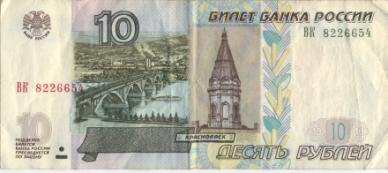 10
БИЛЕТ БАНКА РОССИИ
ВК 8226654
ВК 8226654
КРАСНОЯРСК
10
ПОДДЕЛКА
БИЛЕТОВ
БАНКА РОССИИ
ПРЕСЛЕДУЕТСЯ
ПО ЗАКОНУ
10
ДЕСЯТЬ РУБЛЕЙ